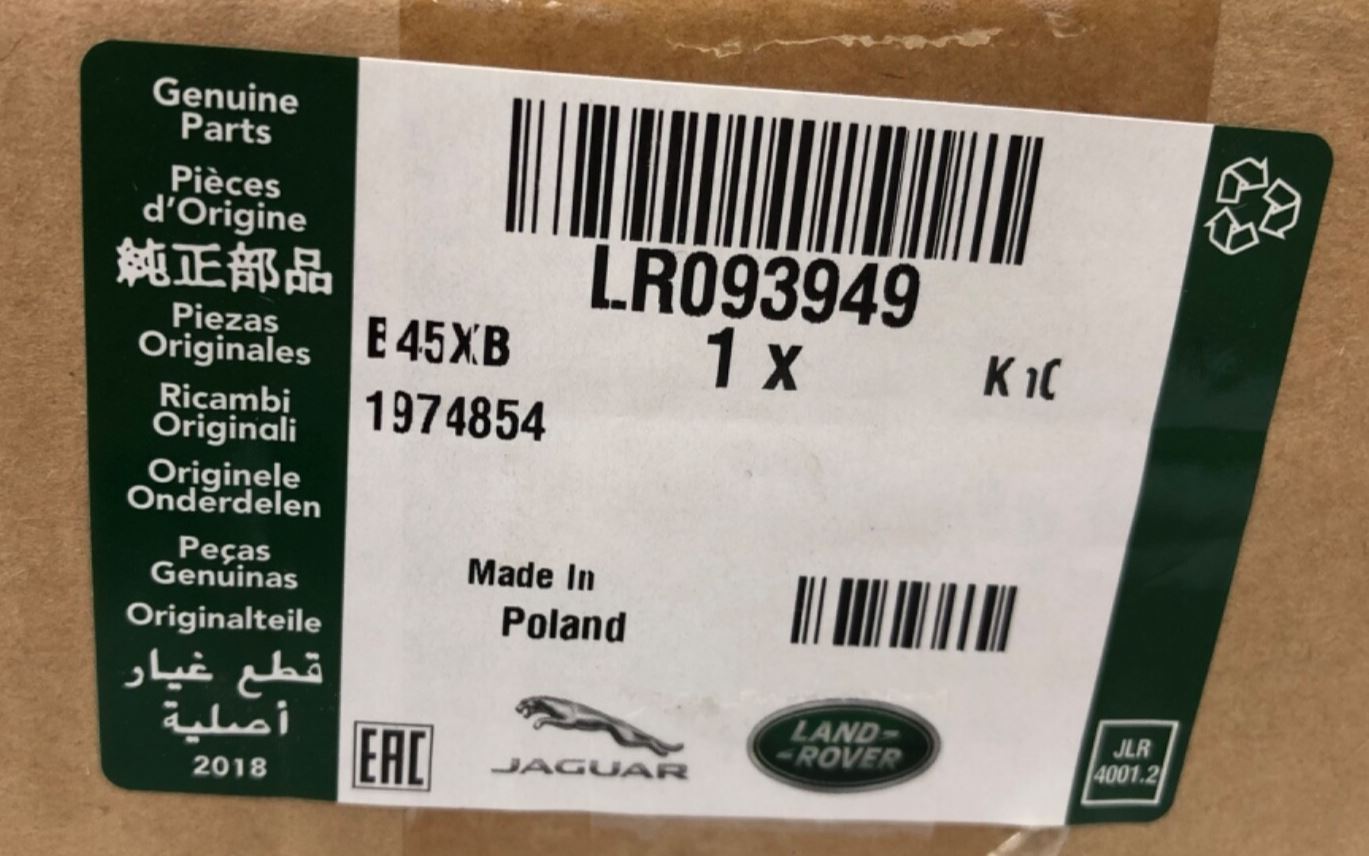 Genuine
Parts
Pièces
d'Origine
純正部品
Piezas
Originales
Ricambi
Originali
Originele
Onderdelen
Peças
Genuinas
Originalteile
قطع غيار
أصلية
2018
LR093949
1 x
1974854
Made In
Poland
EAC
JAGUAR
LAND-
-ROVER
JLR
4001.2